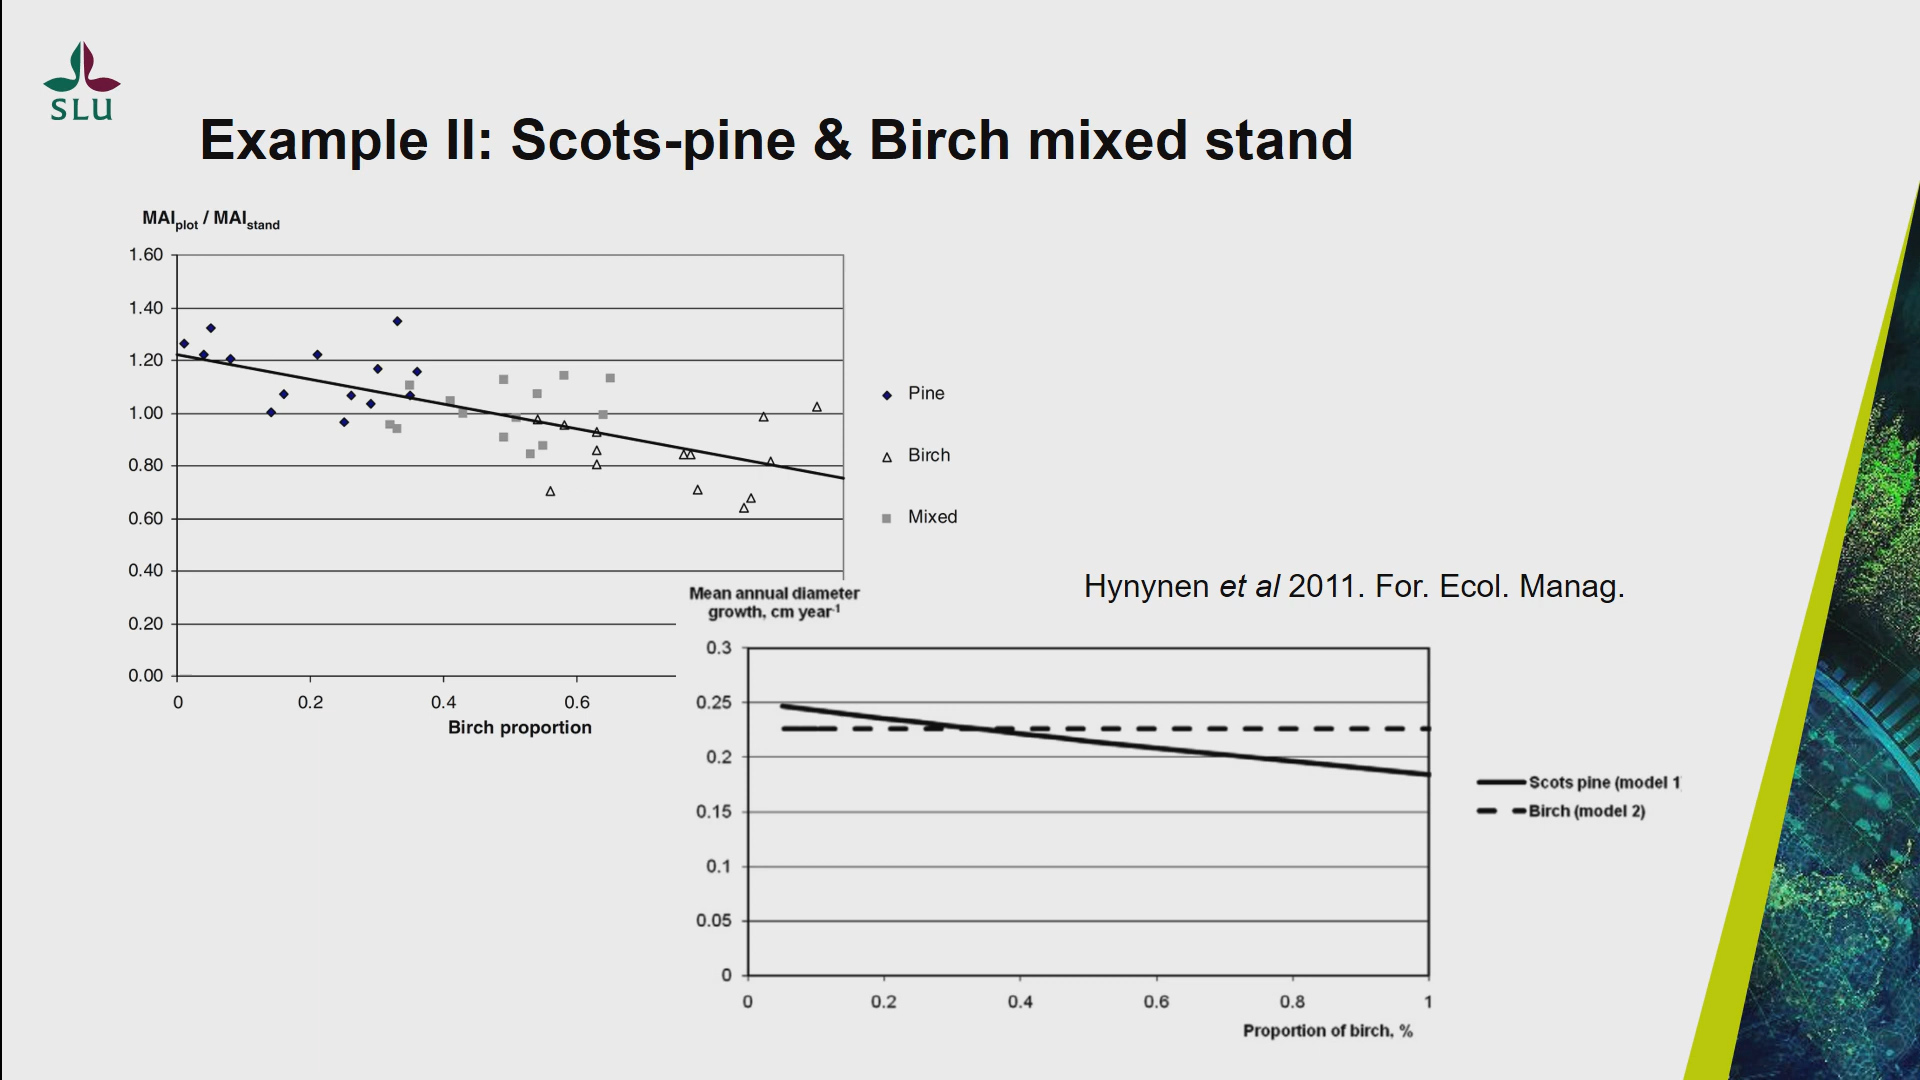 SLU
Example II: Scots-pine & Birch mixed stand
MAIplot / MAIstand
1.60
1.40
1.20
1.00
0.80
0.60
0.40
0.20
0.00
0 0.2 0.4 0.6
Birch proportion
Pine
Birch
Mixed
Hynynen et al 2011. For. Ecol. Manag.
Mean annual diameter
growth, cm year-1
0.3
0.25
0.2
0.15
0.1
0.05
0
0 0.2 0.4 0.6 0.8 1
Proportion of birch, %
Scots pine (model 1
Birch (model 2)